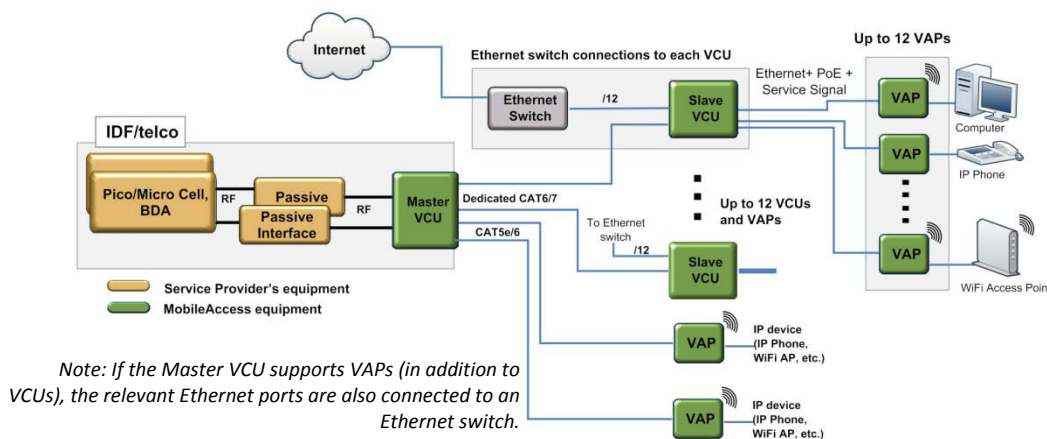 Internet
Ethernet switch connections to each VCU
Up to 12 VAPs
Ethernet+ PoE +
Service Signal
Ethernet
Switch
/12
Slave
VCU
VAP
Computer
IDF/telco
VAP
IP Phone
Pico/Micro Cell,
BDA
RF
Passive
Passive
Interface
RF
Master
VCU
Dedicated CAT6/7
CAT5e/6
Up to 12 VCUs
and VAPs
To Ethernet
switch
/12
Slave
VCU
VAP
WiFi Access Poin
Service Provider's equipment
MobileAccess equipment
VAP
IP device
(IP Phone,
WiFi AP, etc.)
Note: If the Master VCU supports VAPs (in addition to
VCUs), the relevant Ethernet ports are also connected to an
Ethernet switch.
VAP
IP device
(IP Phone,
WiFi AP, etc.)